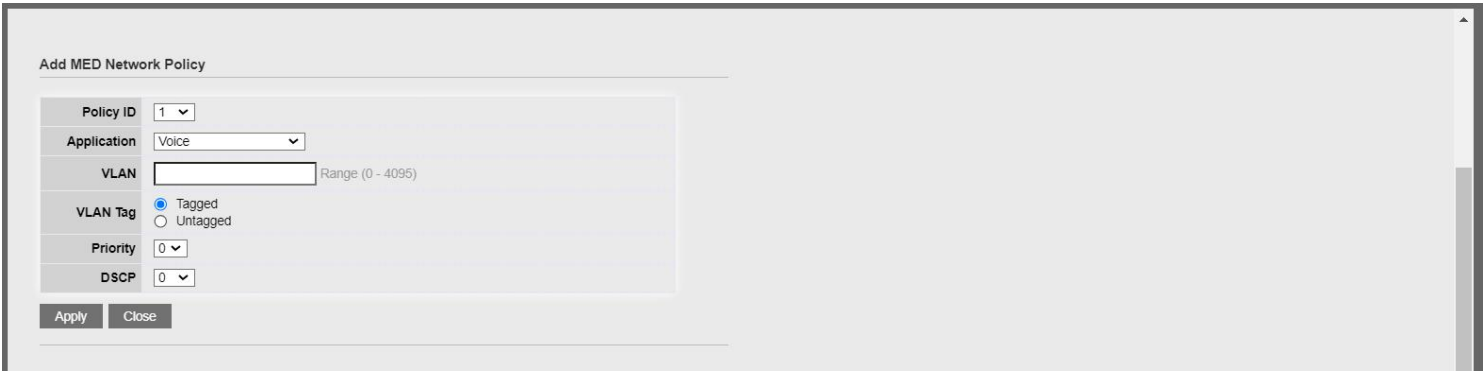 Add MED Network Policy
Policy ID 1
Application Voice
VLAN Range (0 - 4095)
VLAN Tag Tagged
Untagged
Priority 0
DSCP 0
Apply Close